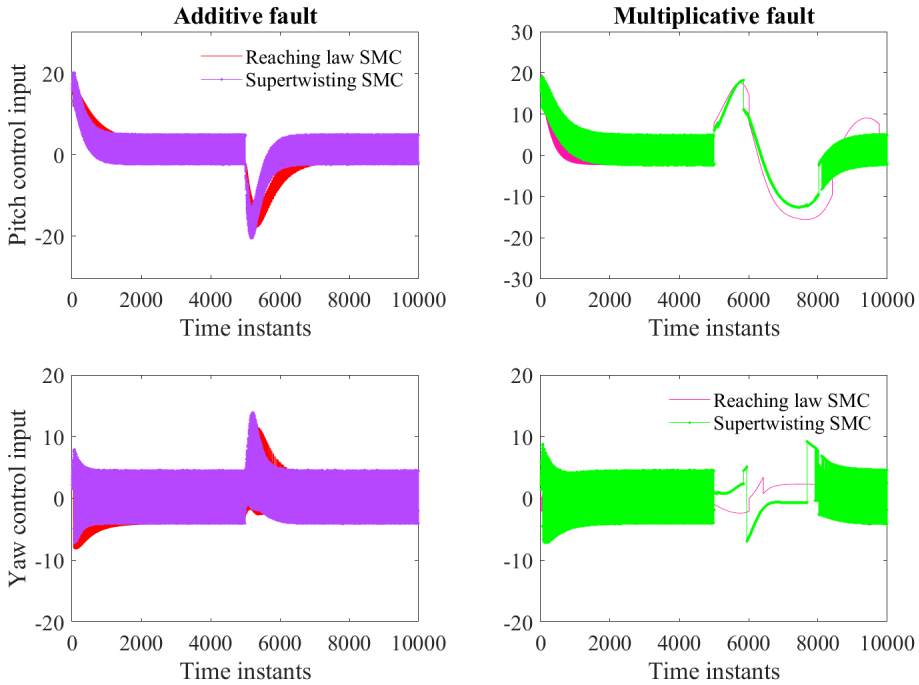 Additive fault
Multiplicative fault
Pitch control input
20
0
-20
Reaching law SMC
Supertwisting SMC
0 2000 4000 6000 8000 10000
Time instants
30
20
10
0
-10
-20
-30
0 2000 4000 6000 8000 10000
Time instants
Yaw control input
20
10
0
-10
-20
0 2000 4000 6000 8000 10000
Time instants
20
10
0
-10
-20
Reaching law SMC
Supertwisting SMC
0 2000 4000 6000 8000 10000
Time instants